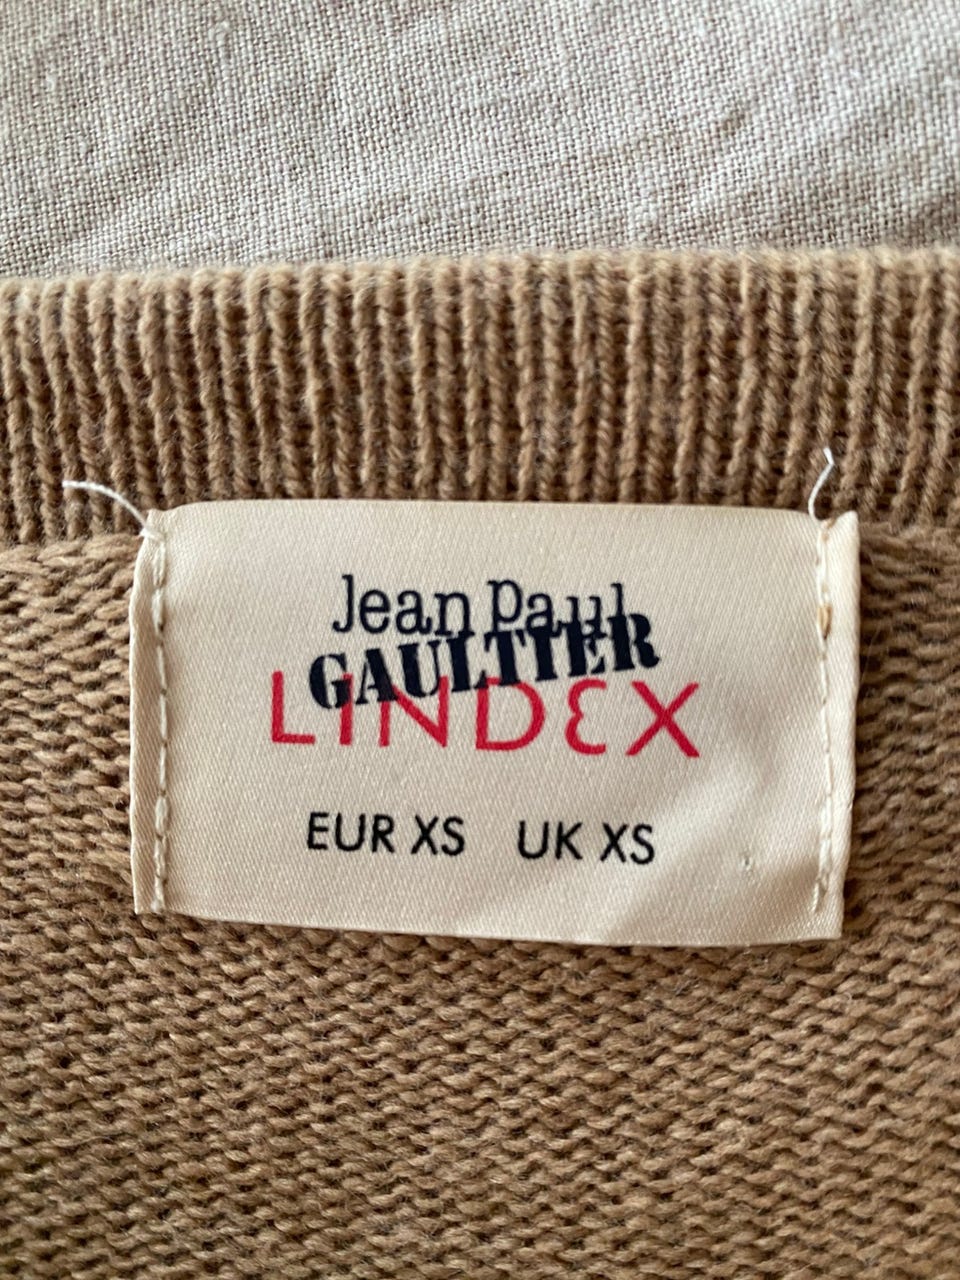 Jean Paul
GAULTIER
LINDEX
EUR XS UK XS